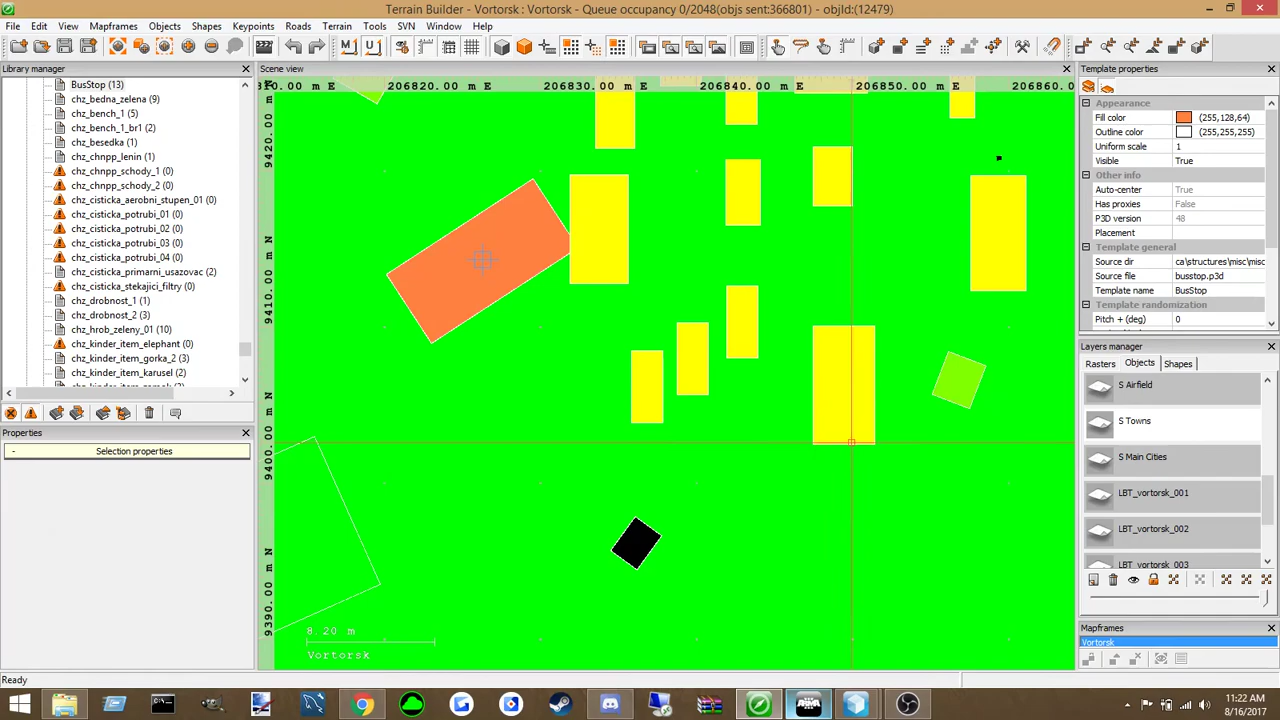 Terrain Builder - Vortorsk : Vortorsk - Queue occupancy 0/2048(objs sent:366801) - objId:(12479)
File Edit View Mapframes Objects Shapes Keypoints Roads Terrain Tools SVN Window Help
Library manager
BusStop (13)
chz_bedna_zelena (9)
chz_bench_1 (5)
chz_bench_1_br1 (2)
chz_besedka (1)
chz_chnpp_lenin (1)
chz_chnpp_schody_1 (0)
chz_chnpp_schody_2 (0)
chz_cisticka_aerobni_stupen_01 (0)
chz_cisticka_potrubi_01 (0)
chz_cisticka_potrubi_02 (0)
chz_cisticka_potrubi_03 (0)
chz_cisticka_potrubi_04 (0)
chz_cisticka_primarni_usazovac (2)
chz_cisticka_stekajici_filtry (0)
chz_drobnost_1 (1)
chz_drobnost_2 (3)
chz_hrob_zeleny_01 (10)
chz_kinder_item_elephant (0)
chz_kinder_item_gorka_2 (3)
chz_kinder_item_karusel (2)
Properties
- Selection properties
Scene view
206820.00 m E 206830.00 m E 206840.00 m E 206850.00 m E
9420.00 N
9410.00 N
9400.00 N
9390.00 N
8.20 m
Vortorsk
Template properties
Appearance
Fill color (255,128,64)
Outline color (255,255,255)
Uniform scale 1
Visible True
Other info
Auto-center True
Has proxies False
P3D version 48
Placement
Template general
Source dir ca\structures\misc\misc
Source file busstop.p3d
Template name BusStop
Template randomization
Pitch + (deg) 0
Layers manager
Rasters Objects Shapes
S Airfield
S Towns
S Main Cities
LBT_vortorsk_001
LBT_vortorsk_002
LBT_vortorsk_003
Mapframes
Vortorsk
Ready
11:22 AM
8/16/2017